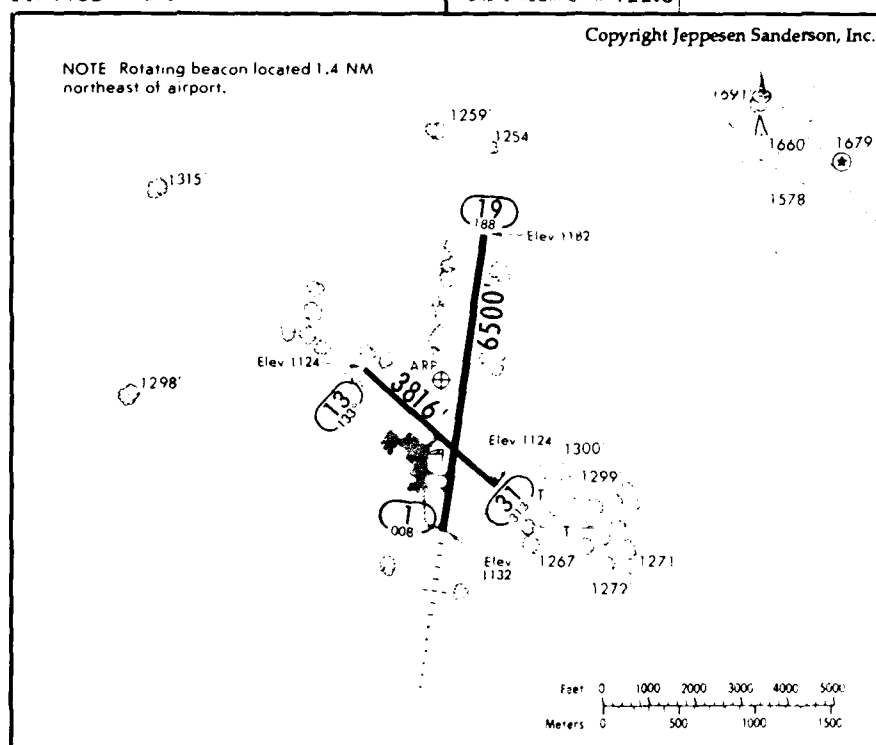 122.8
Copyright Jeppesen Sanderson, Inc.
NOTE Rotating beacon located 1.4 NM
northeast of airport.
1259'
1254
1691'
1660'
1679
1315'
1578
19
188
Elev 1182
6500'
Elev 1124
ARP
3816'
1298'
13
133°
Elev 1124
1300'
1299'
31
313
T
T
1
008
Elev
1132
1267
1271
1272'
Feet 0 1000 2000 3000 4000 5000
Meters 0 500 1000 1500